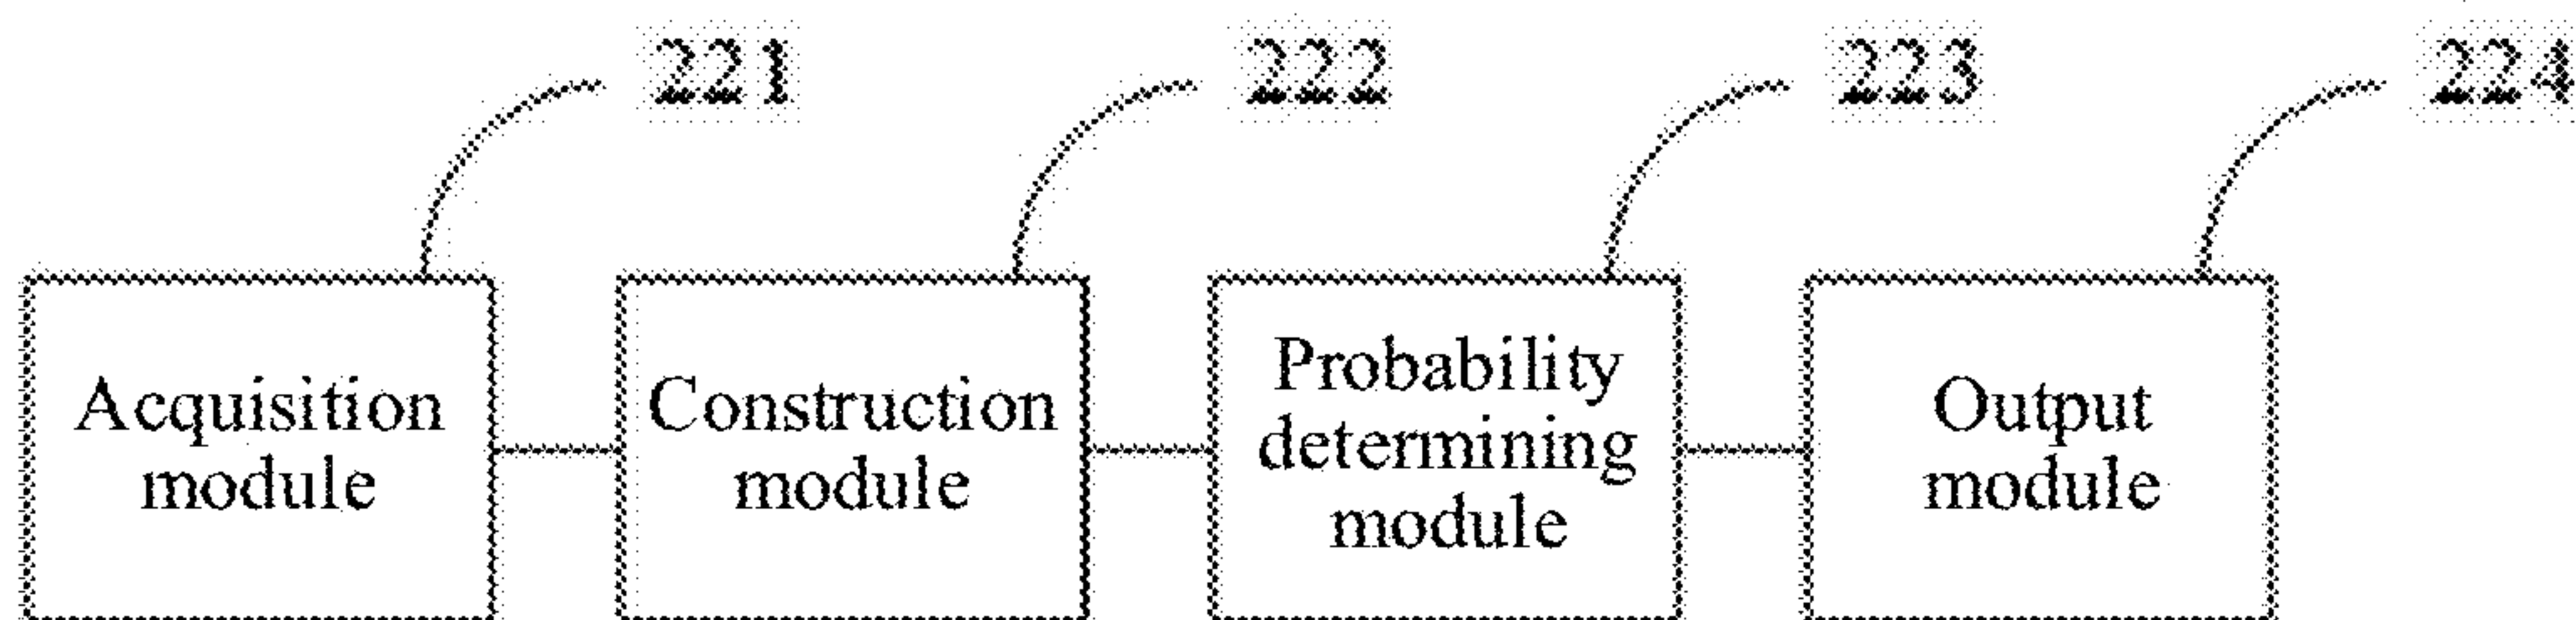 221
222
223
224
Acquisition
module
Construction
module
Probability
determining
module
Output
module